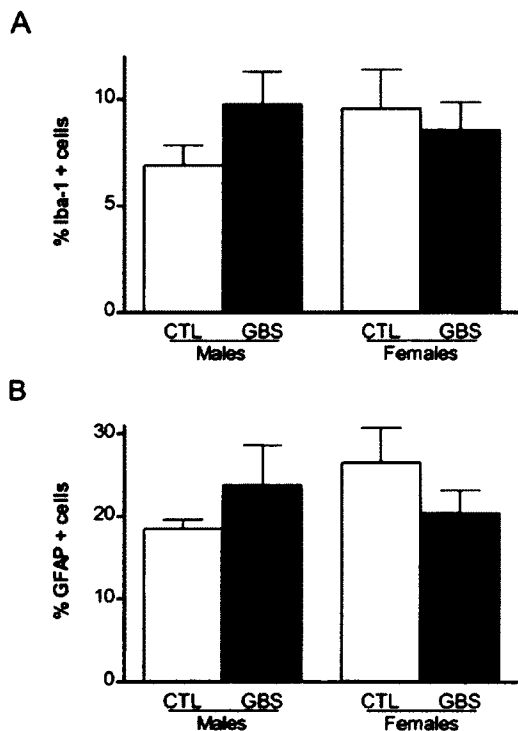 A
% Iba-1 + cells
10
5
0
CTL GBS CTL GBS
Males Females
B
% GFAP + cells
30
20
10
0
CTL GBS CTL GBS
Males Females